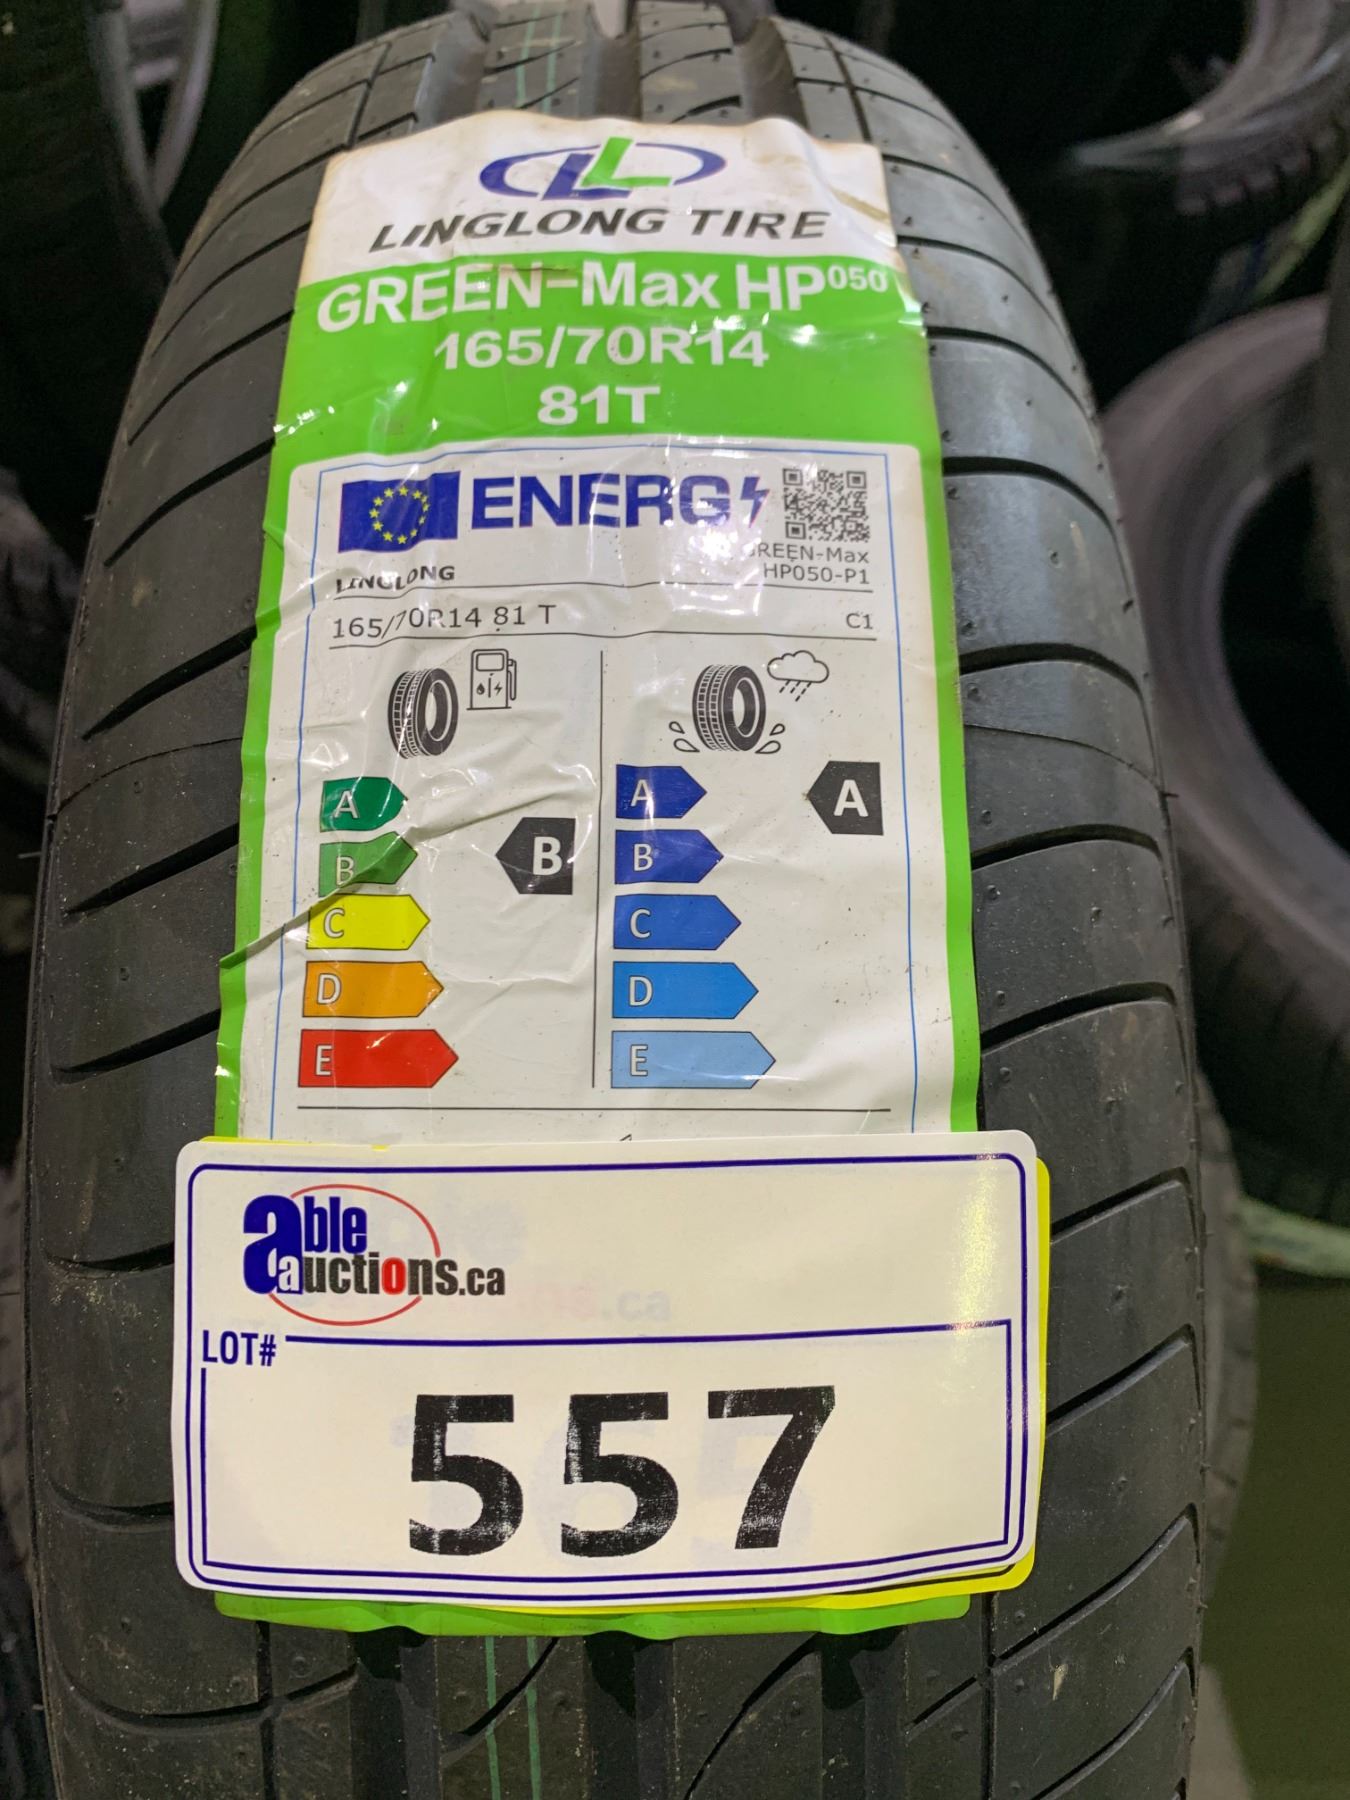 LINGLONG TIRE
GREEN-Max HP050
165/70R14
81T
ENERG
REEN-Max
HP050-P1
LINGLONG
165/70R14 81 T
C1
A
B
C
D
E
B
A
B
C
D
E
A
able
auctions.ca
LOT#
557